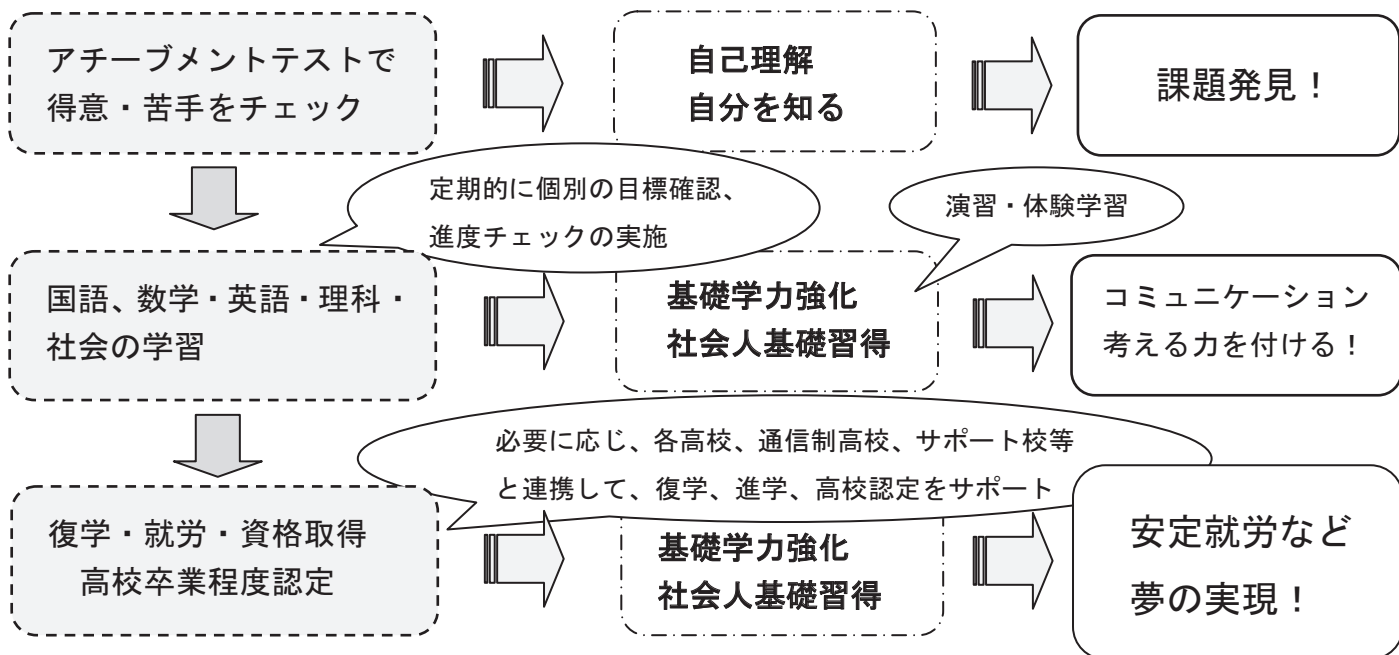 アチーブメントテストで
得意・苦手をチェック
自己理解
自分を知る
課題発見！
定期的に個別の目標確認、
進度チェックの実施
演習・体験学習
国語、数学・英語・理科・
社会の学習
基礎学力強化
社会人基礎習得
コミュニケーション
考える力を付ける！
必要に応じ、各高校、通信制高校、サポート校等
と連携して、復学、進学、高校認定をサポート
復学・就労・資格取得
高校卒業程度認定
基礎学力強化
社会人基礎習得
安定就労など
夢の実現！